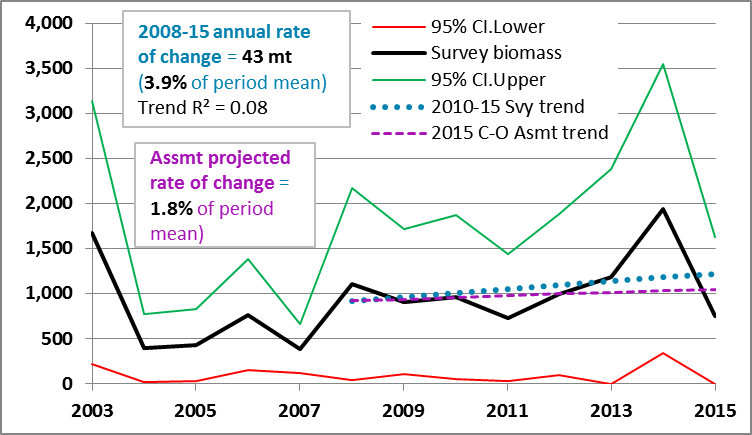 2008-15 annual rate
of change = 43 mt
(3.9% of period mean)
Trend R² = 0.08
Assmt projected
rate of change =
1.8% of period
mean)
95% CI.Lower
Survey biomass
95% CI.Upper
2010-15 Svy trend
2015 C-O Asmt trend
4,000
3,500
3,000
2,500
2,000
1,500
1,000
500
0
2003 2005 2007 2009 2011 2013 2015